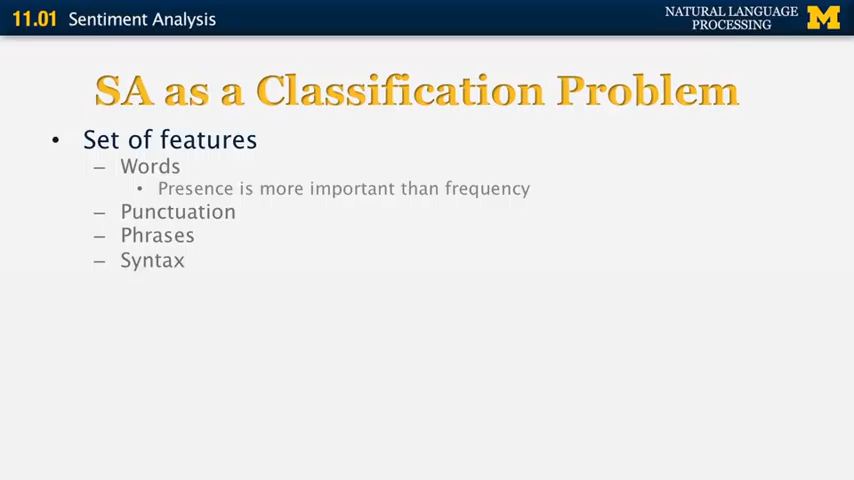 11.01 Sentiment Analysis
NATURAL LANGUAGE
PROCESSING
M
SA as a Classification Problem
• Set of features
– Words
• Presence is more important than frequency
– Punctuation
– Phrases
– Syntax